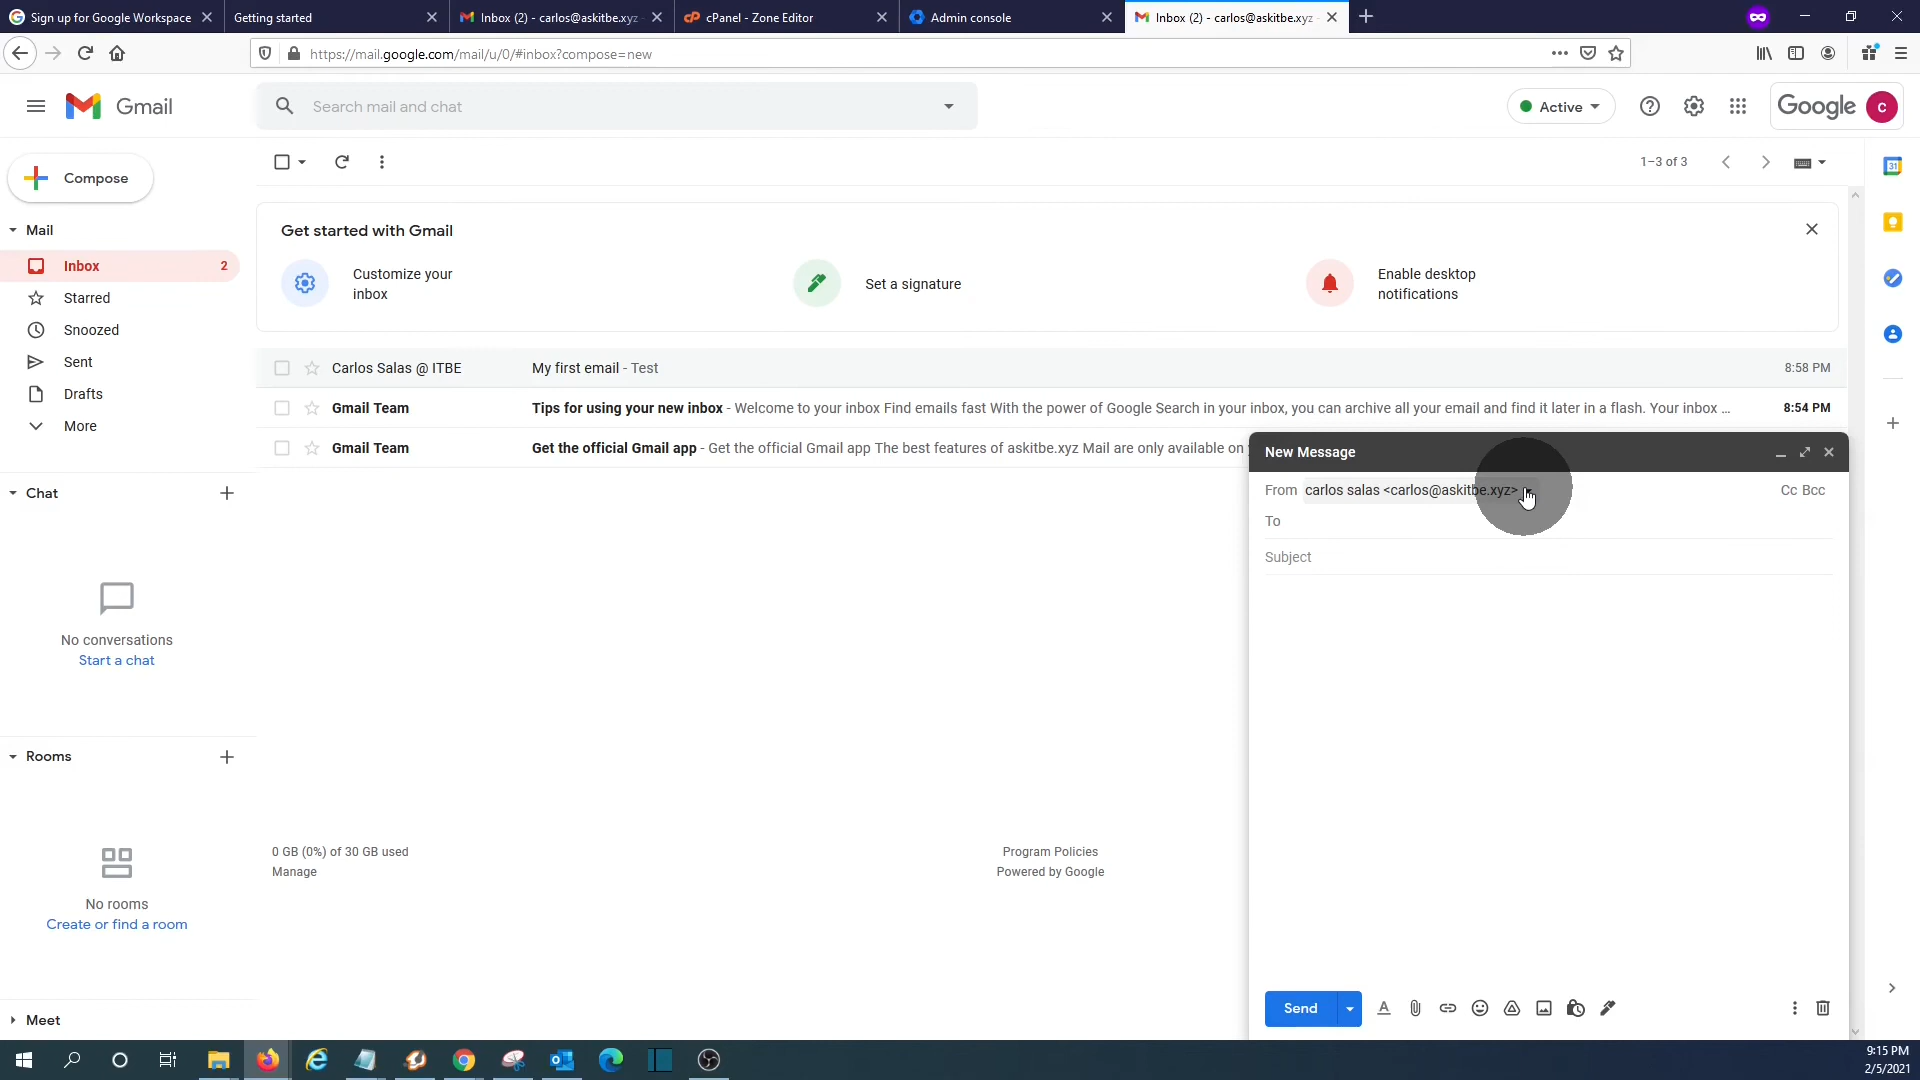 Sign up for Google Workspace
Getting started
Inbox (2) - carlos@askitbe.xyz
cPanel - Zone Editor
Admin console
Inbox (2) - carlos@askitbe.xyz
https://mail.google.com/mail/u/0/#inbox?compose=new
Gmail
Search mail and chat
Active
Google
c
Compose
1–3 of 3
31
Mail
Get started with Gmail
Inbox 2
Customize your
inbox
Set a signature
Enable desktop
notifications
Starred
Snoozed
Sent
Carlos Salas @ ITBE My first email - Test 8:58 PM
Drafts
Gmail Team Tips for using your new inbox - Welcome to your inbox Find emails fast With the power of Google Search in your inbox, you can archive all your email and find it later in a flash. Your inbox ... 8:54 PM
More
Gmail Team Get the official Gmail app - Get the official Gmail app The best features of askitbe.xyz Mail are only available on
New Message
From carlos salas <carlos@askitbe.xyz> Cc Bcc
To
Subject
Chat
No conversations
Start a chat
Rooms
No rooms
Create or find a room
0 GB (0%) of 30 GB used
Manage
Program Policies
Powered by Google
Send
Meet
9:15 PM
2/5/2021